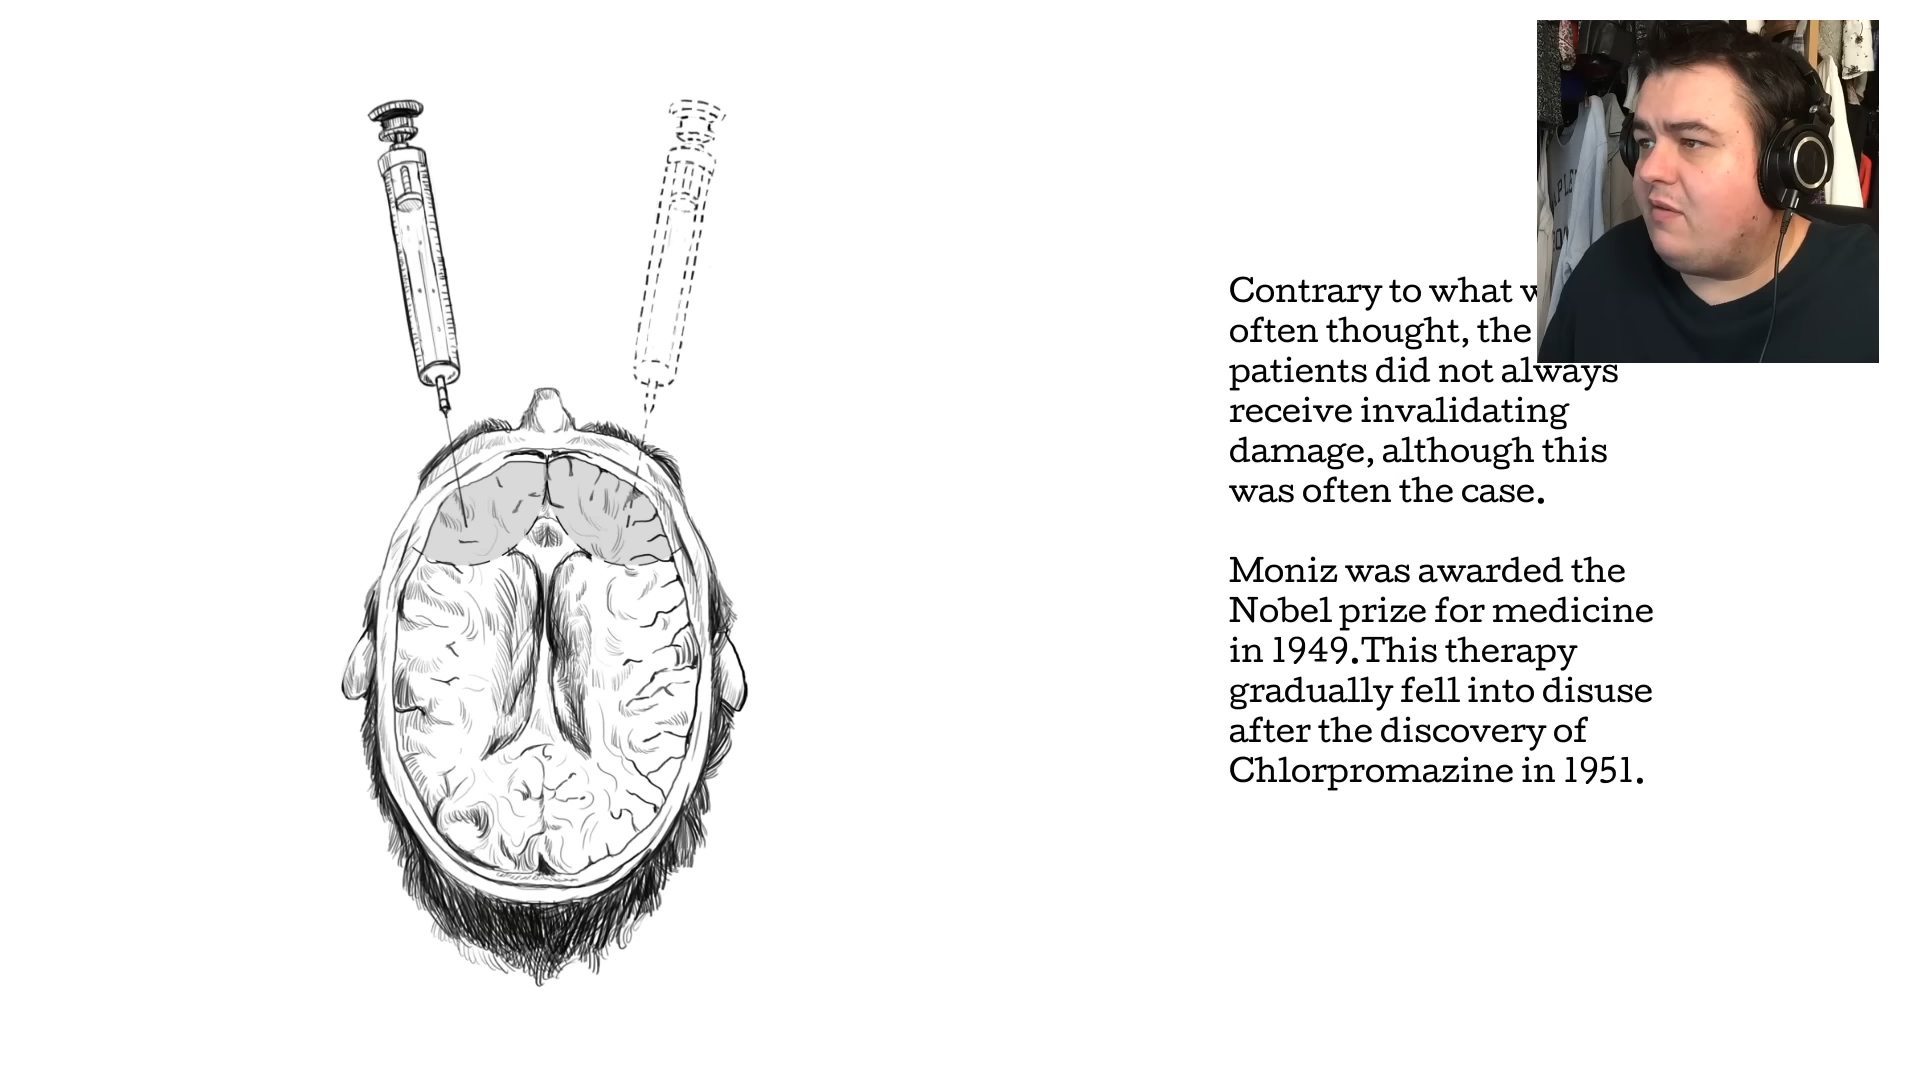 Contrary to what
often thought, the
patients did not always
receive invalidating
damage, although this
was often the case.
Moniz was awarded the
Nobel prize for medicine
in 1949.This therapy
gradually fell into disuse
after the discovery of
Chlorpromazine in 1951.